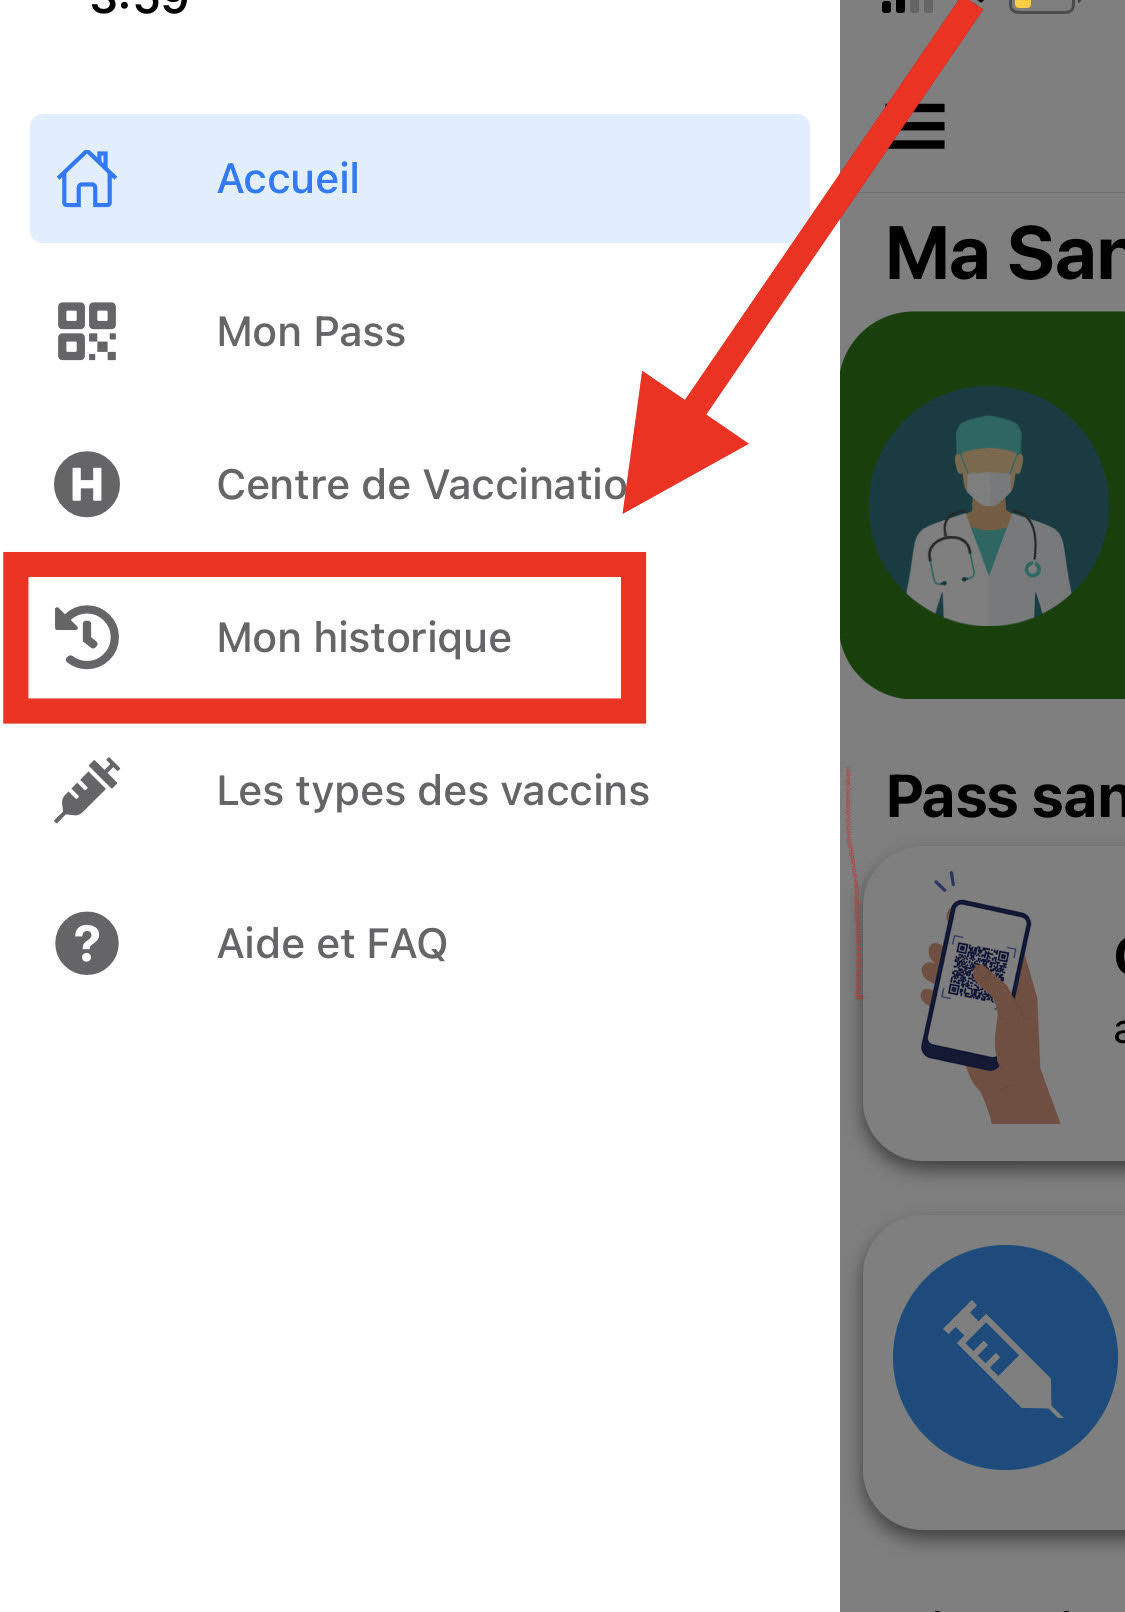 3:59
Accueil
Mon Pass
Centre de Vaccinatio
H
Mon historique
Les types des vaccins
? Aide et FAQ
Ma San
Pass san